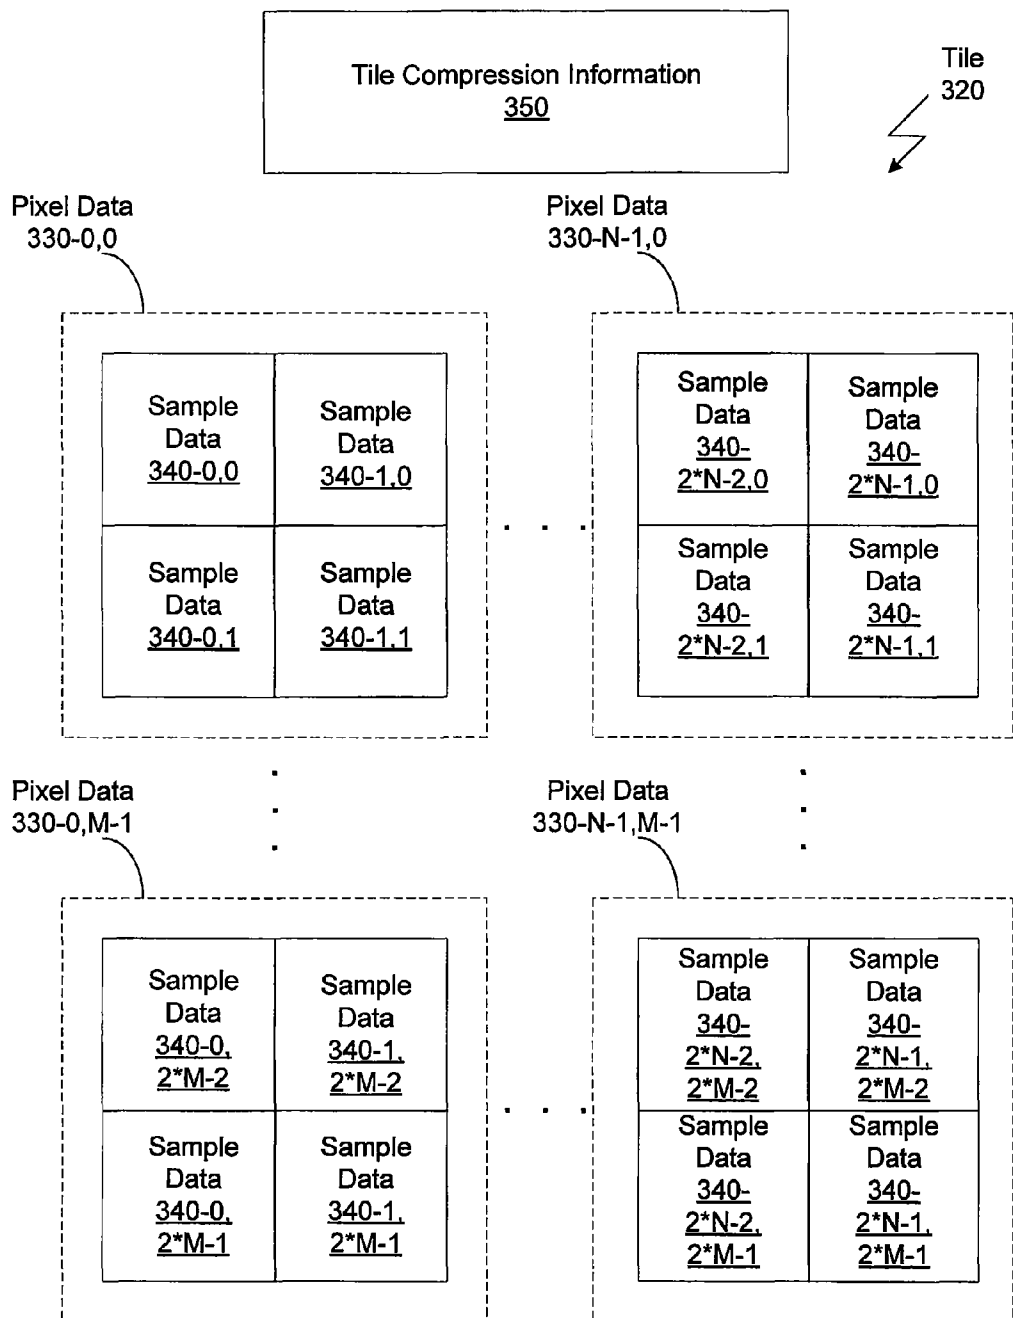 Tile Compression Information
350
Tile
320
Pixel Data
330-0,0
Pixel Data
330-N-1,0
Sample
Data
340-0,0
Sample
Data
340-1,0
Sample
Data
340-
2*N-2,0
Sample
Data
340-
2*N-1,0
Sample
Data
340-0,1
Sample
Data
340-1,1
Sample
Data
340-
2*N-2,1
Sample
Data
340-
2*N-1,1
Pixel Data
330-0,M-1
Pixel Data
330-N-1,M-1
Sample
Data
340-0,
2*M-2
Sample
Data
340-1,
2*M-2
Sample
Data
340-
2*N-2,
2*M-2
Sample
Data
340-
2*N-1,
2*M-2
Sample
Data
340-0,
2*M-1
Sample
Data
340-1,
2*M-1
Sample
Data
340-
2*N-2,
2*M-1
Sample
Data
340-
2*N-1,
2*M-1